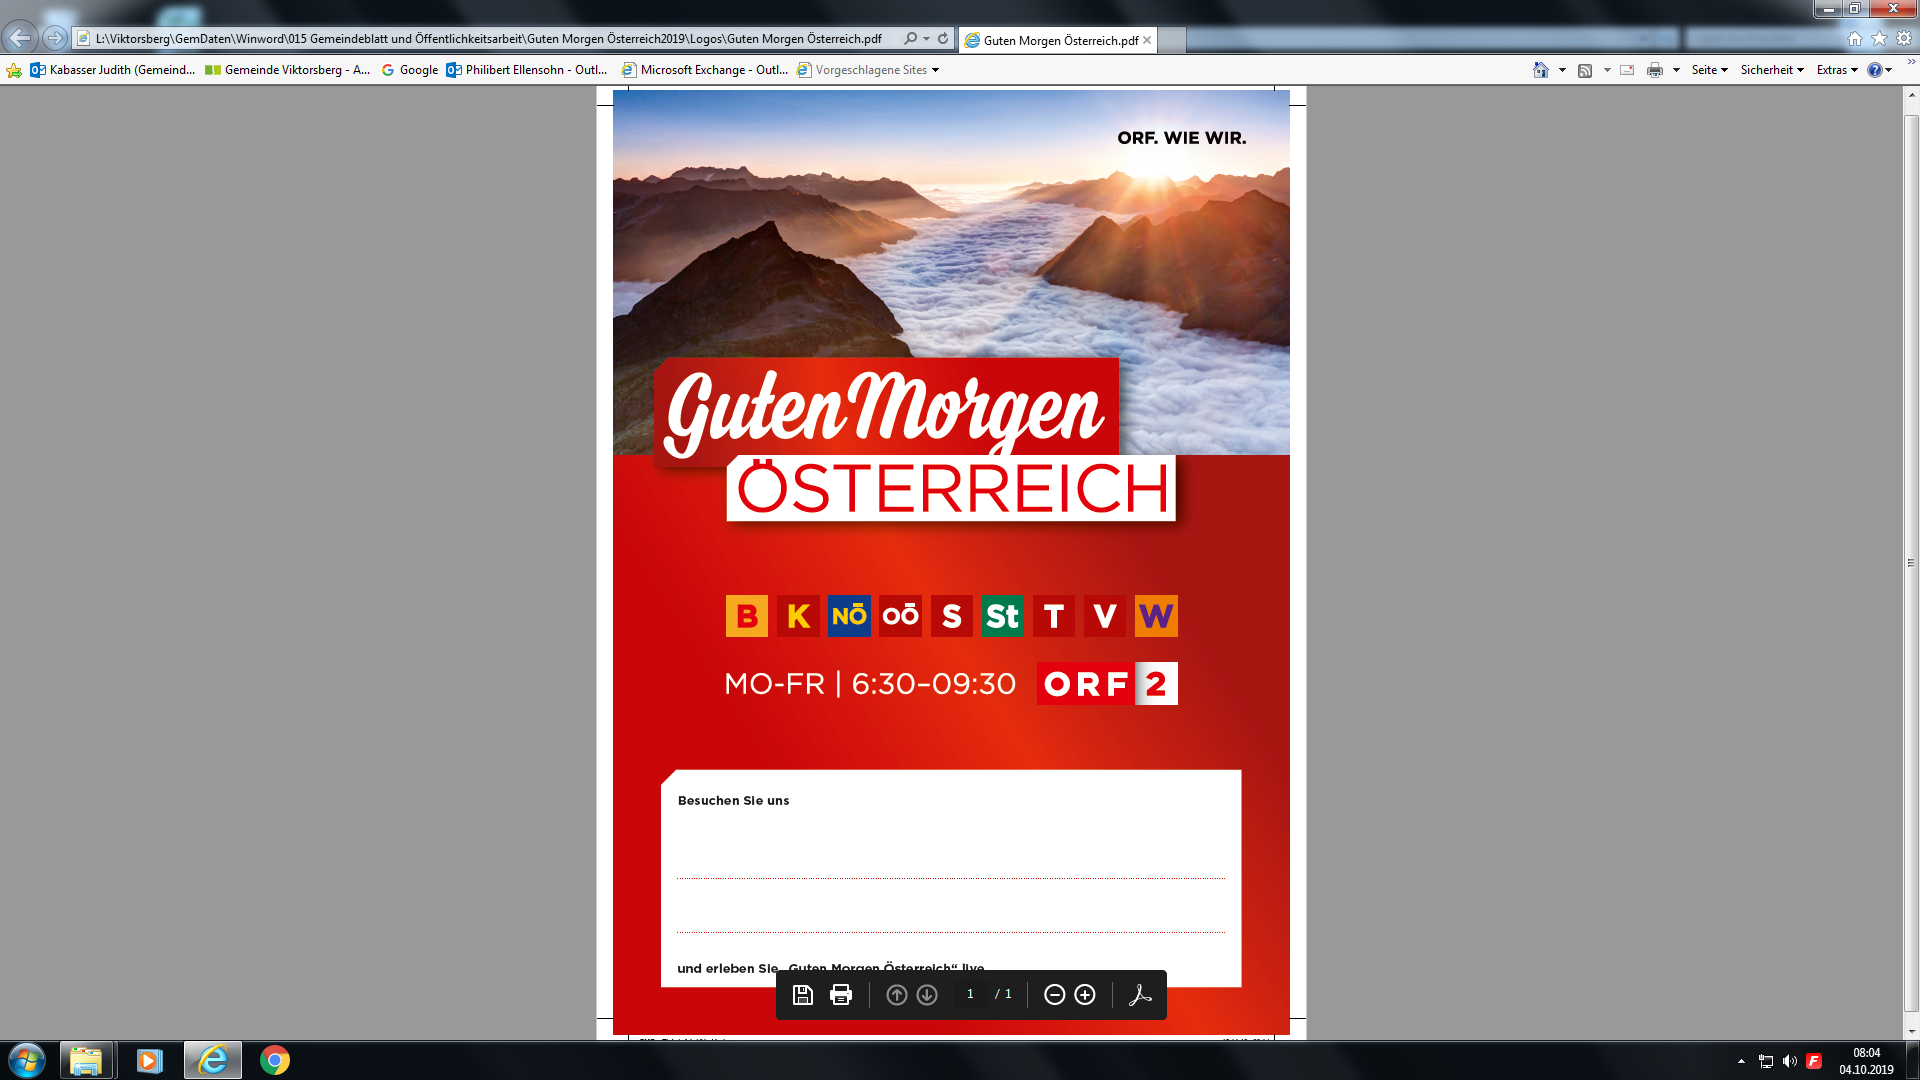 L:\Viktorsberg\GemDaten\Winword\015 Gemeindeblatt und Öffentlichkeitsarbeit\Guten Morgen Österreich2019\Logos\Guten Morgen Österreich.pdf
Guten Morgen Österreich.pdf
Kabasser Judith (Gemeind...
Gemeinde Viktorsberg - A...
Google
Philibert Ellensohn - Outl...
Microsoft Exchange - Outl...
Vorgeschlagene Sites
Seite
Sicherheit
Extras
ORF. WIE WIR.
Guten Morgen
ÖSTERREICH
B K NÖ OÖ S St T V W
MO-FR | 6:30–09:30 ORF 2
Besuchen Sie uns
und erleben Sie „Guten Morgen Österreich“ live
1 / 1
08:04
04.10.2019